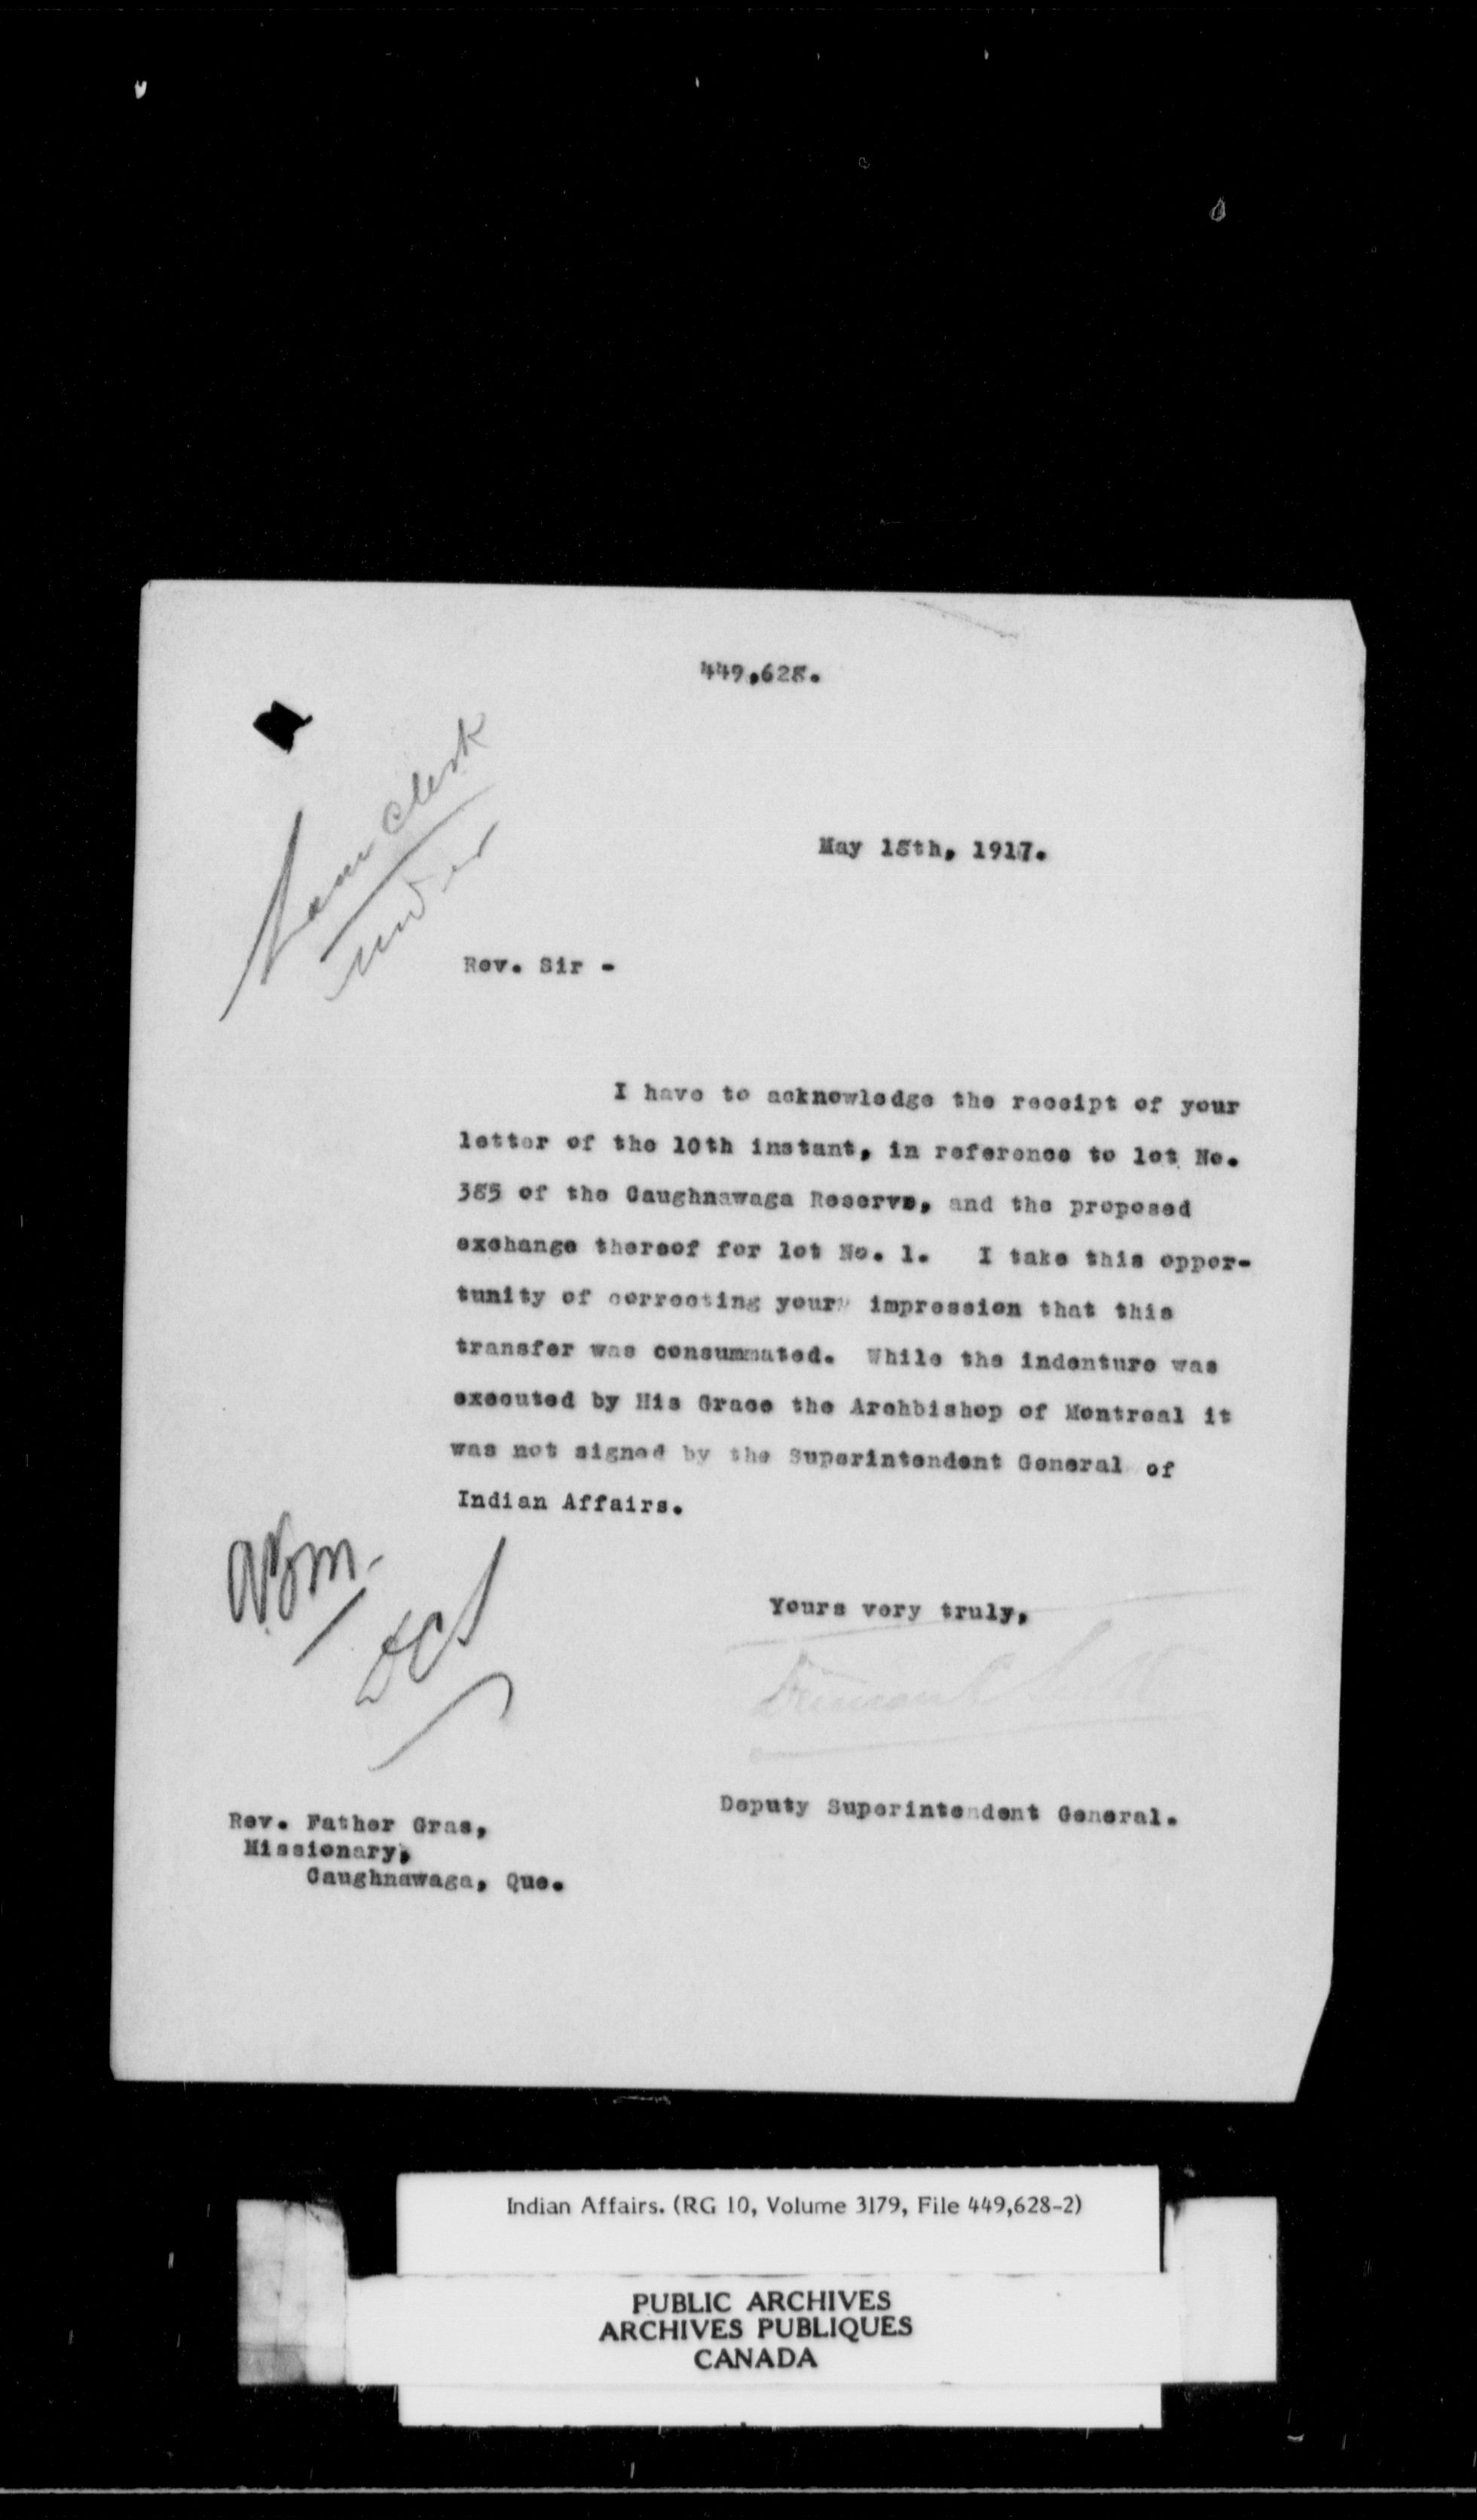 449,628.
May 18th, 1917.
Rev. Sir -
I have to acknowledge the receipt of your
letter of the 10th instant, in reference to lot No.
385 of the Caughnawaga Reserve, and the proposed
exchange thereof for lot No. 1. I take this oppor-
tunity of correcting your impression that this
transfer was consummated. While the indenture was
executed by His Grace the Archbishop of Montreal it
was not signed by the Superintendent General of
Indian Affairs.
Yours very truly,
Duncan C Scott
DCS
Deputy Superintendent General.
Rev. Father Gras,
Missionary,
Caughnawaga, Que.
Indian Affairs. (RG 10, Volume 3179, File 449,628-2)
PUBLIC ARCHIVES
ARCHIVES PUBLIQUES
CANADA